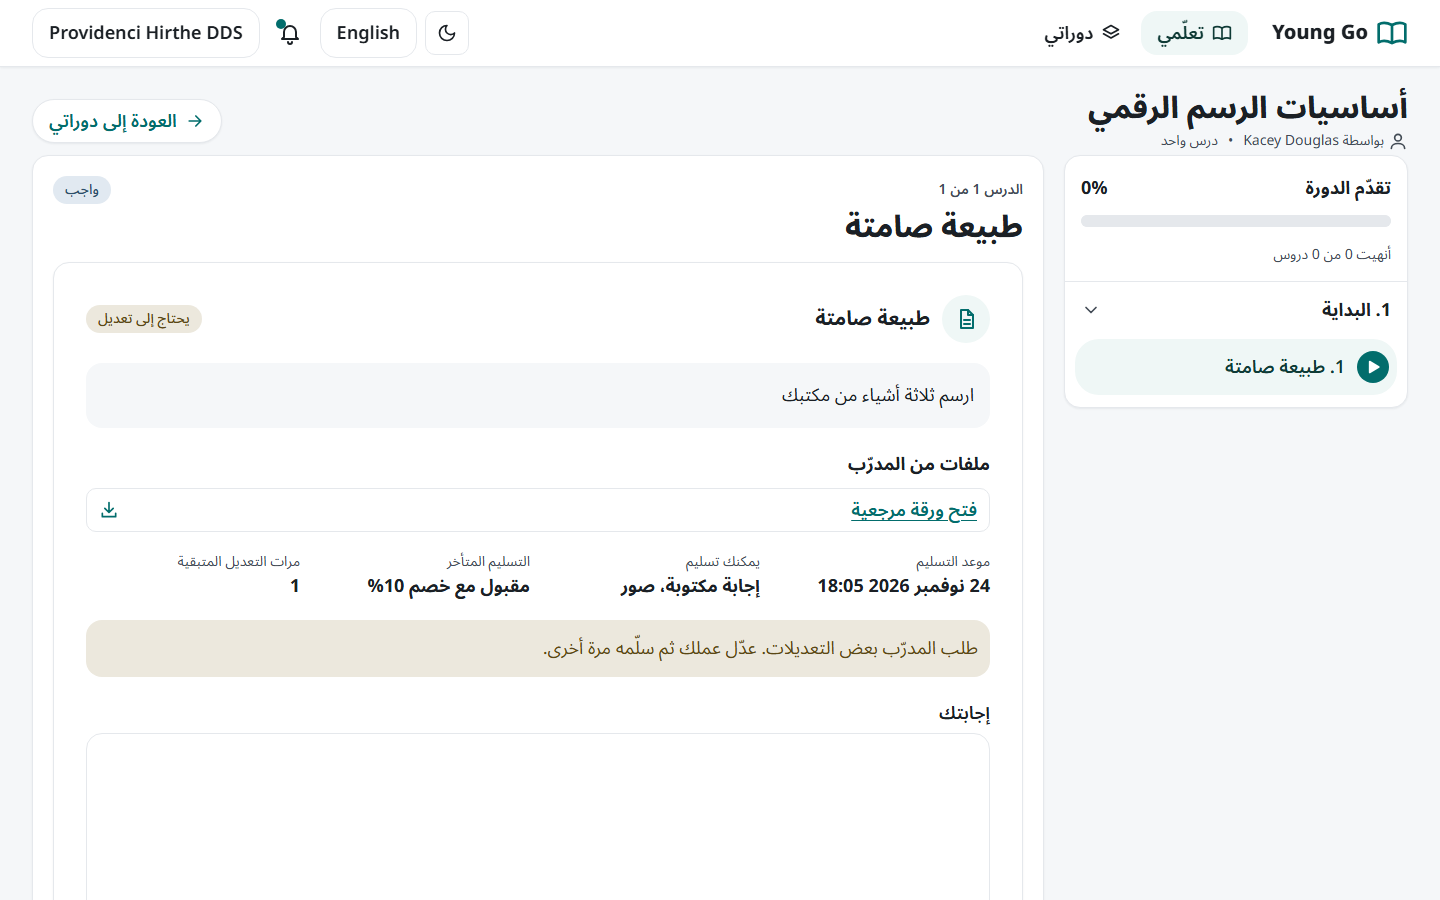 Young Go
تعلّمي
دوراتي
English
Providenci Hirthe DDS
أساسيات الرسم الرقمي
بواسطة Kacey Douglas • درس واحد
العودة إلى دوراتي
تقدّم الدورة 0%
أنهيت 0 من 0 دروس
1. البداية
1. طبيعة صامتة
الدرس 1 من 1
واجب
طبيعة صامتة
طبيعة صامتة
يحتاج إلى تعديل
ارسم ثلاثة أشياء من مكتبك
ملفات من المدرّب
فتح ورقة مرجعية
موعد التسليم
24 نوفمبر 2026 18:05
يمكنك تسليم
إجابة مكتوبة، صور
التسليم المتأخر
مقبول مع خصم 10%
مرات التعديل المتبقية
1
طلب المدرّب بعض التعديلات. عدّل عملك ثم سلّمه مرة أخرى.
إجابتك